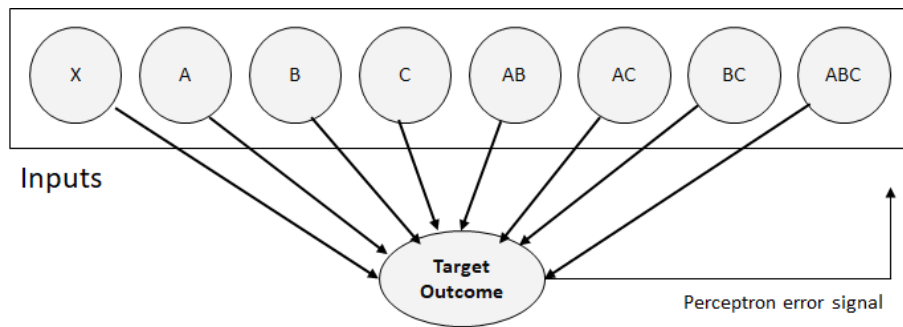 X A B C AB AC BC ABC
Inputs
Target
Outcome
Perceptron error signal